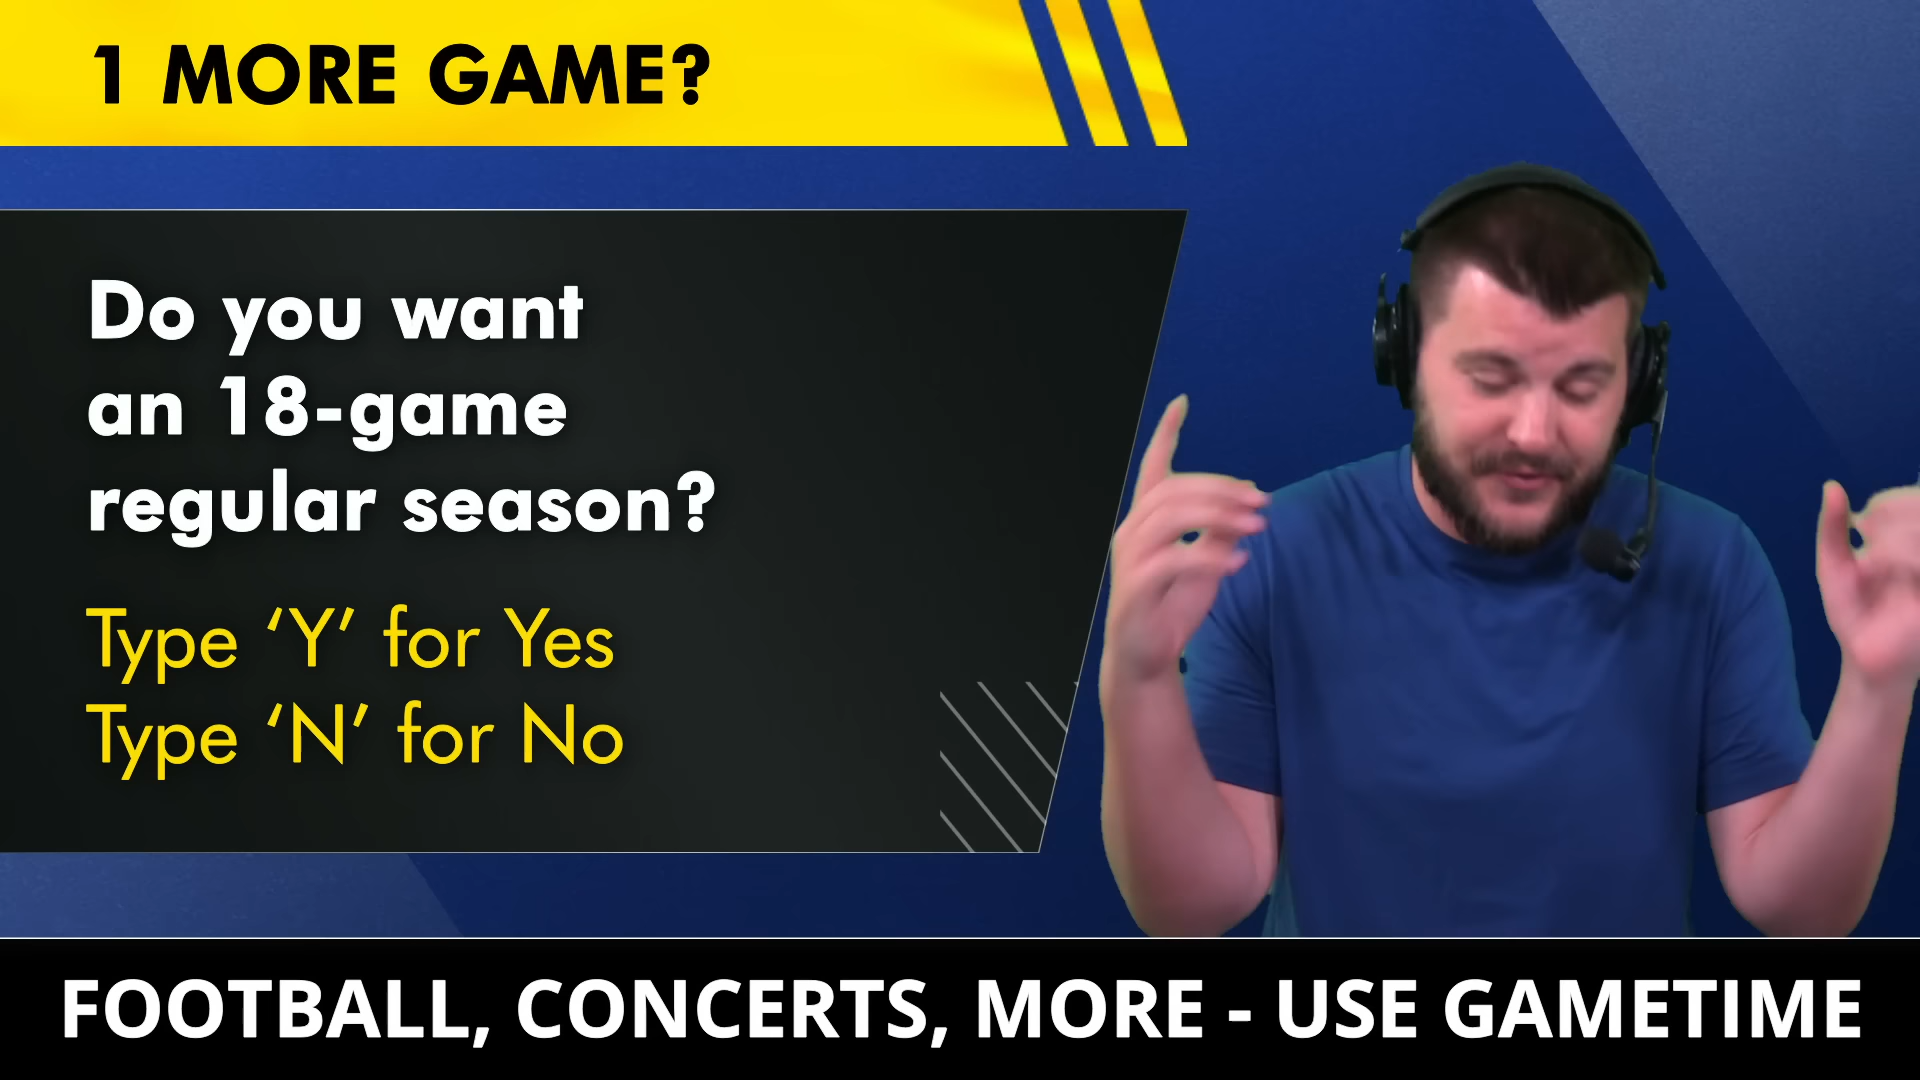 1 MORE GAME?
Do you want
an 18-game
regular season?
Type ‘Y’ for Yes
Type ‘N’ for No
FOOTBALL, CONCERTS, MORE - USE GAMETIME